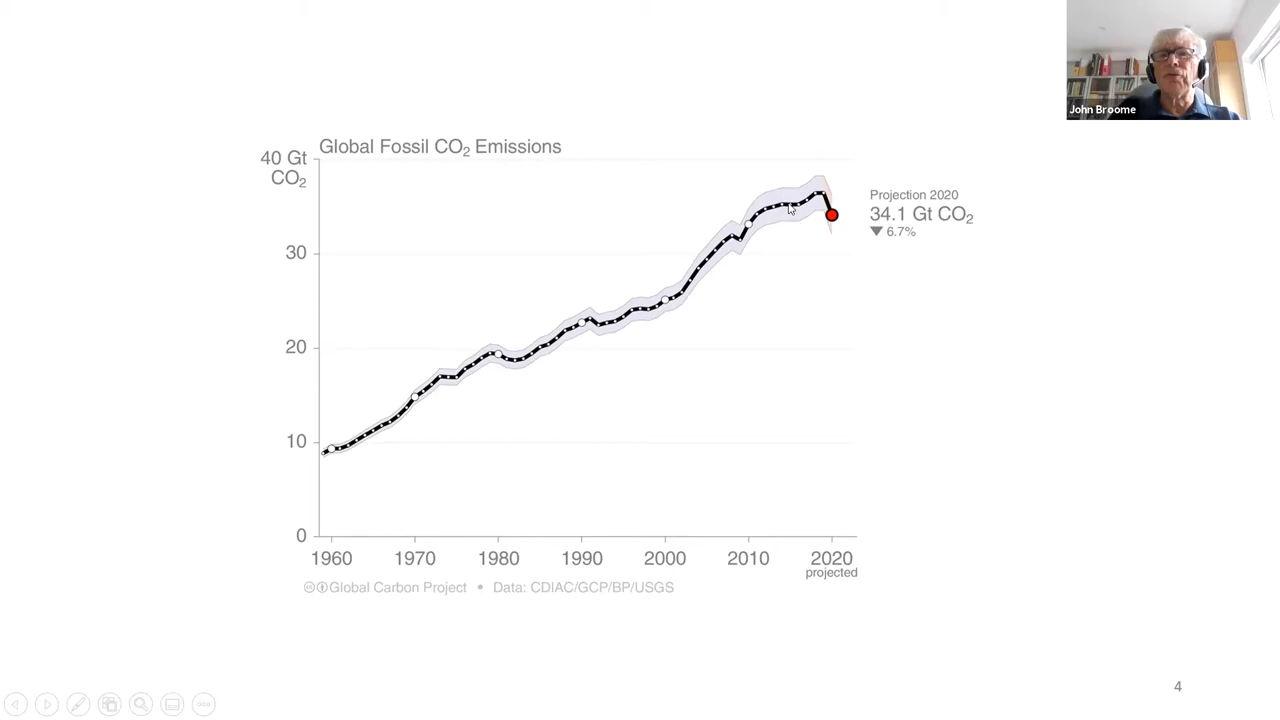 John Broome
Global Fossil CO₂ Emissions
40 Gt
CO₂
30
20
10
0
1960 1970 1980 1990 2000 2010 2020
projected
Projection 2020
34.1 Gt CO₂
▼ 6.7%
Global Carbon Project • Data: CDIAC/GCP/BP/USGS
4